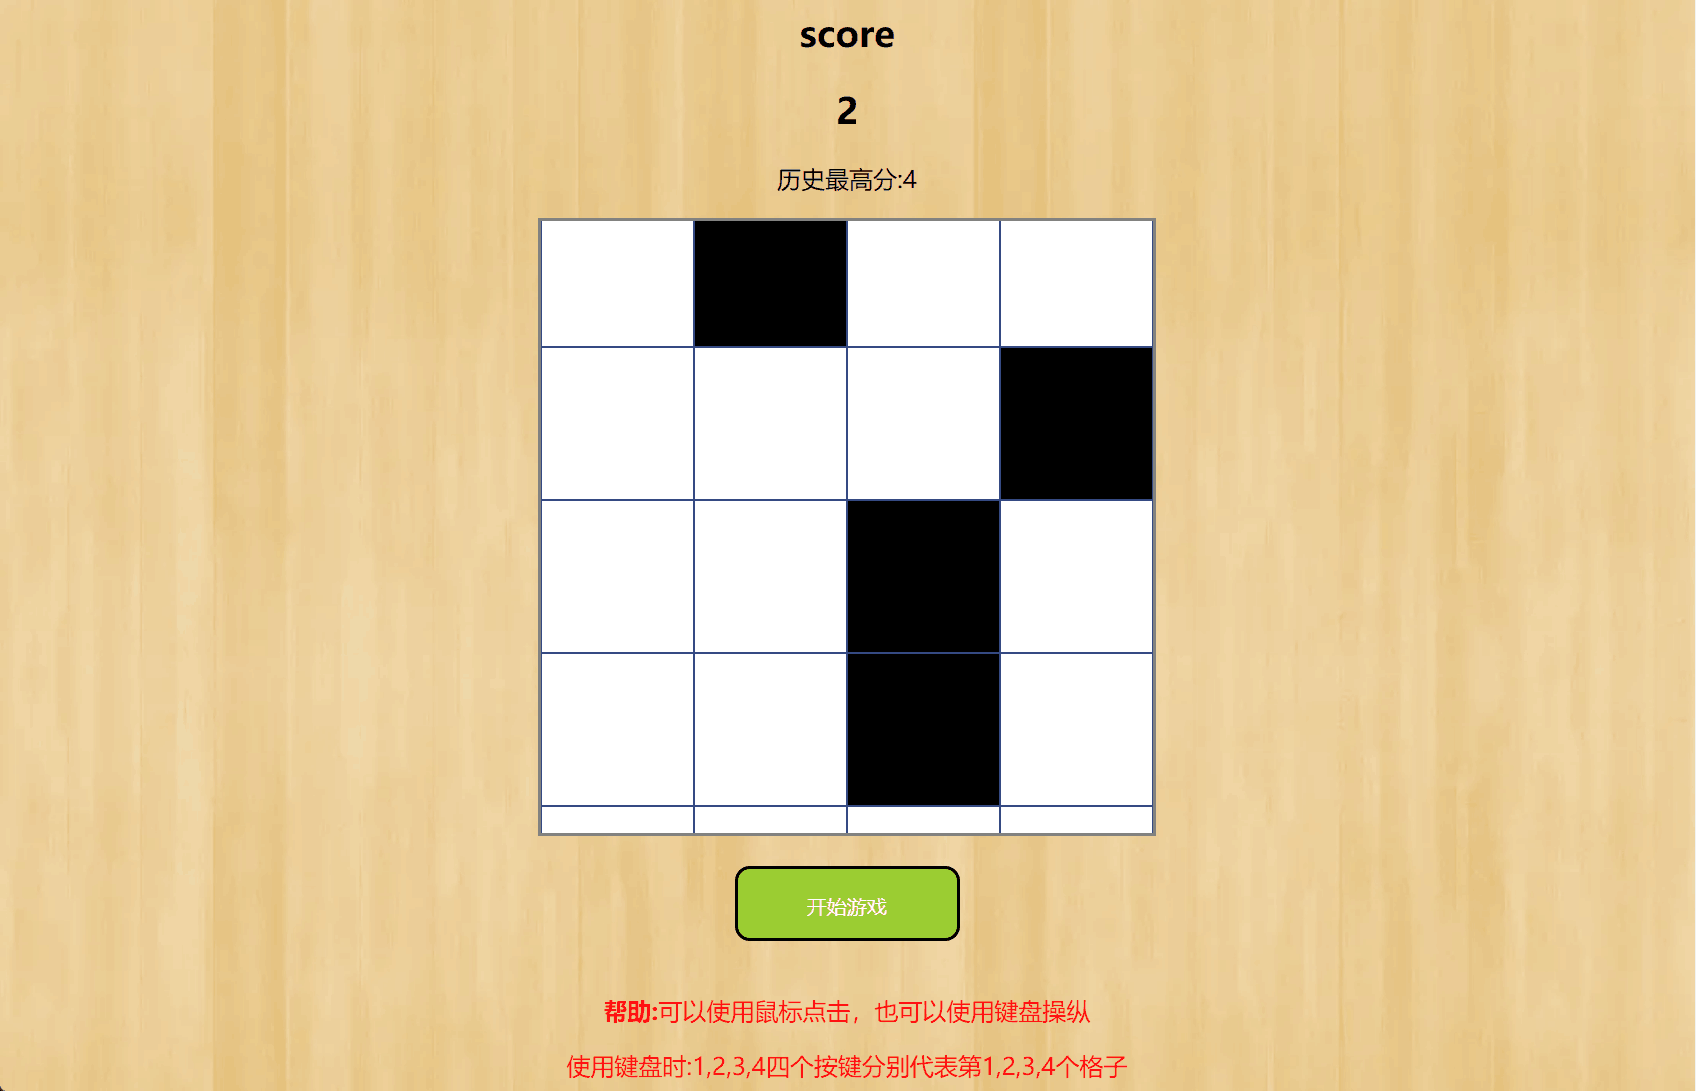 score
2
历史最高分:4
开始游戏
帮助:可以使用鼠标点击，也可以使用键盘操纵
使用键盘时:1,2,3,4四个按键分别代表第1,2,3,4个格子